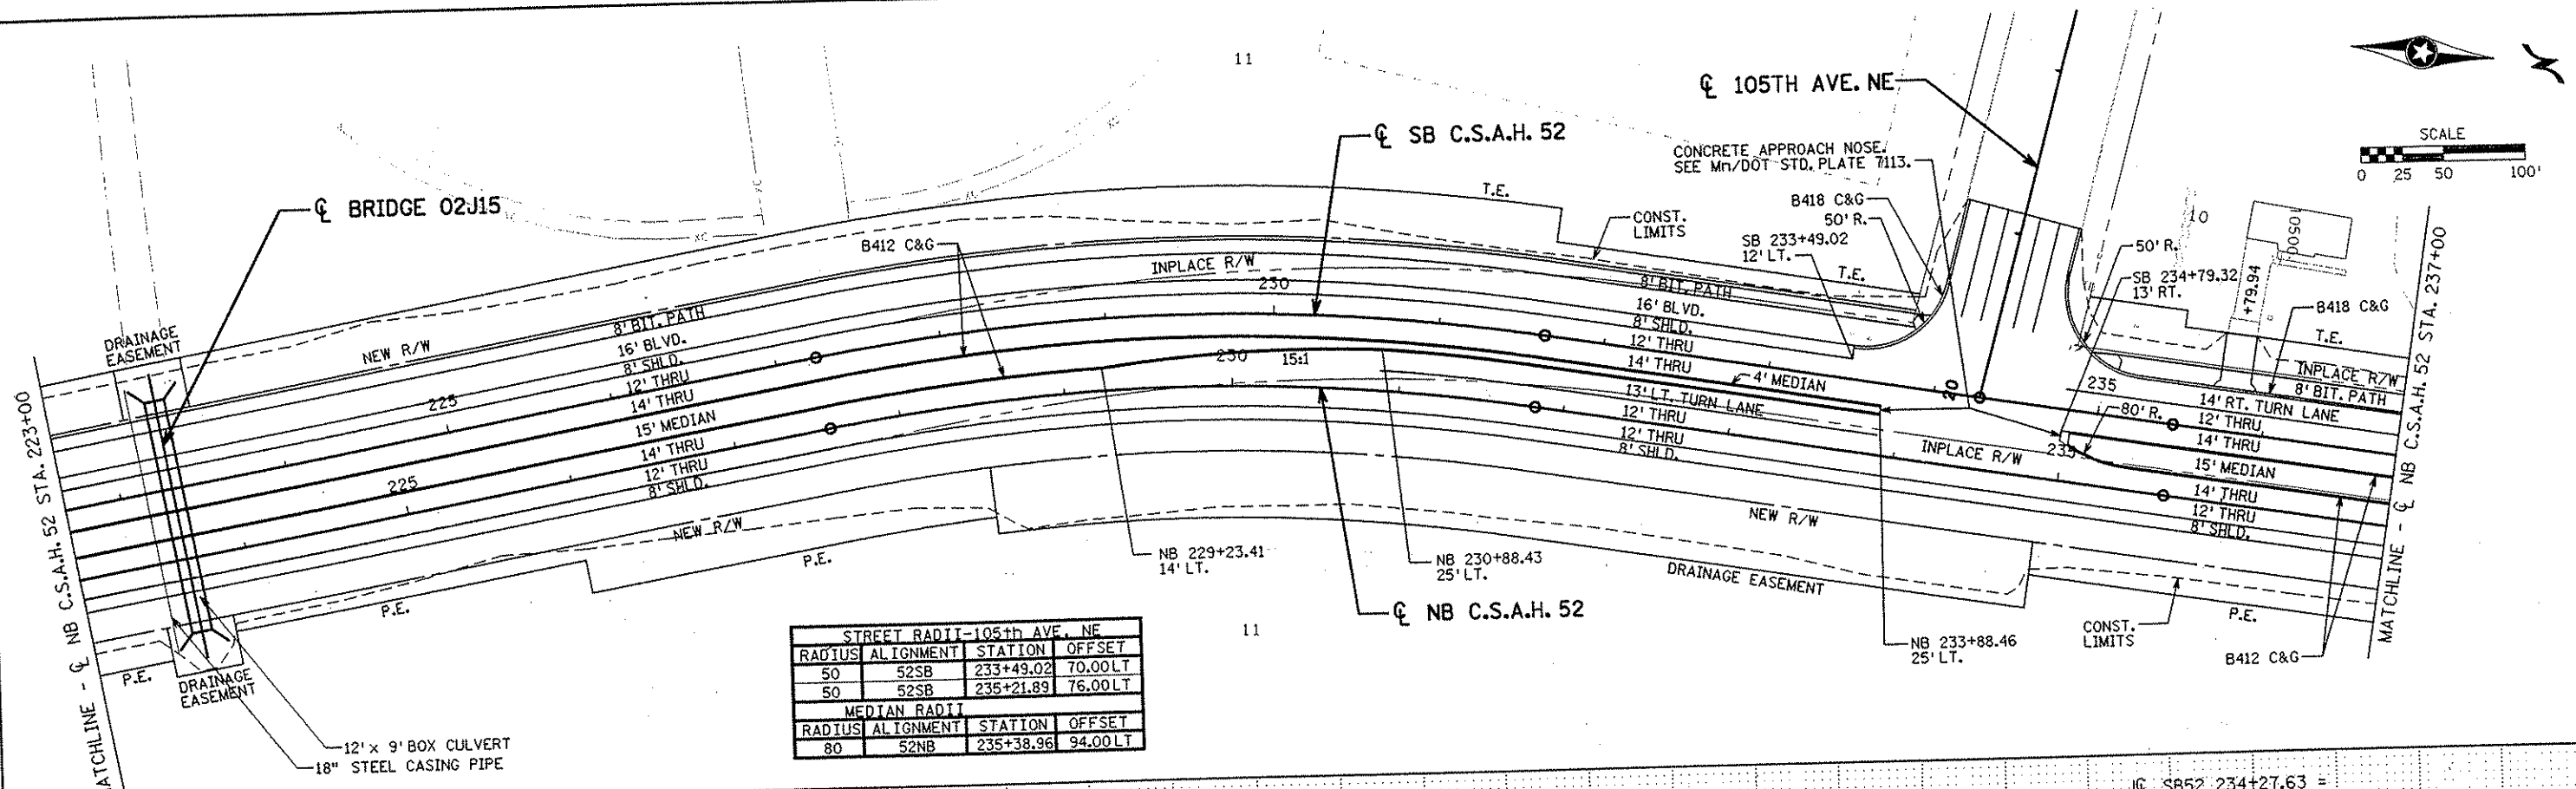 11
℄ 105TH AVE. NE
SCALE
0 25 50 100'
℄ SB C.S.A.H. 52
CONCRETE APPROACH NOSE.
SEE Mn/DOT STD. PLATE 7113.
℄ BRIDGE 02J15
T.E.
B418 C&G
50' R.
CONST.
LIMITS
SB 233+49.02
12' LT.
10
10500
50' R.
SB 234+79.32
13' RT.
+79.94
B418 C&G
B412 C&G
INPLACE R/W
230
T.E.
8' BIT. PATH
16' BLVD.
8' SHLD.
12' THRU
14' THRU
4' MEDIAN
13' LT. TURN LANE
12' THRU
12' THRU
8' SHLD.
DRAINAGE
EASEMENT
NEW R/W
8' BIT. PATH
16' BLVD.
8' SHLD.
12' THRU
14' THRU
15' MEDIAN
14' THRU
12' THRU
8' SHLD.
225
225
230
15:1
20
235
T.E.
INPLACE R/W
8' BIT. PATH
14' RT. TURN LANE
12' THRU
14' THRU
15' MEDIAN
14' THRU
12' THRU
8' SHLD.
80' R.
235
INPLACE R/W
MATCHLINE - ℄ NB C.S.A.H. 52 STA. 223+00
MATCHLINE - ℄ NB C.S.A.H. 52 STA. 237+00
NEW R/W
NEW R/W
P.E.
P.E.
P.E.
DRAINAGE
EASEMENT
NB 229+23.41
14' LT.
NB 230+88.43
25' LT.
DRAINAGE EASEMENT
℄ NB C.S.A.H. 52
11
NB 233+88.46
25' LT.
CONST.
LIMITS
P.E.
B412 C&G
STREET RADII-105th AVE. NE
RADIUS ALIGNMENT STATION OFFSET
50 52SB 233+49.02 70.00LT
50 52SB 235+21.89 76.00LT
MEDIAN RADII
RADIUS ALIGNMENT STATION OFFSET
80 52NB 235+38.96 94.00LT
12' x 9' BOX CULVERT
18" STEEL CASING PIPE
℄ SB52 234+27.63 =